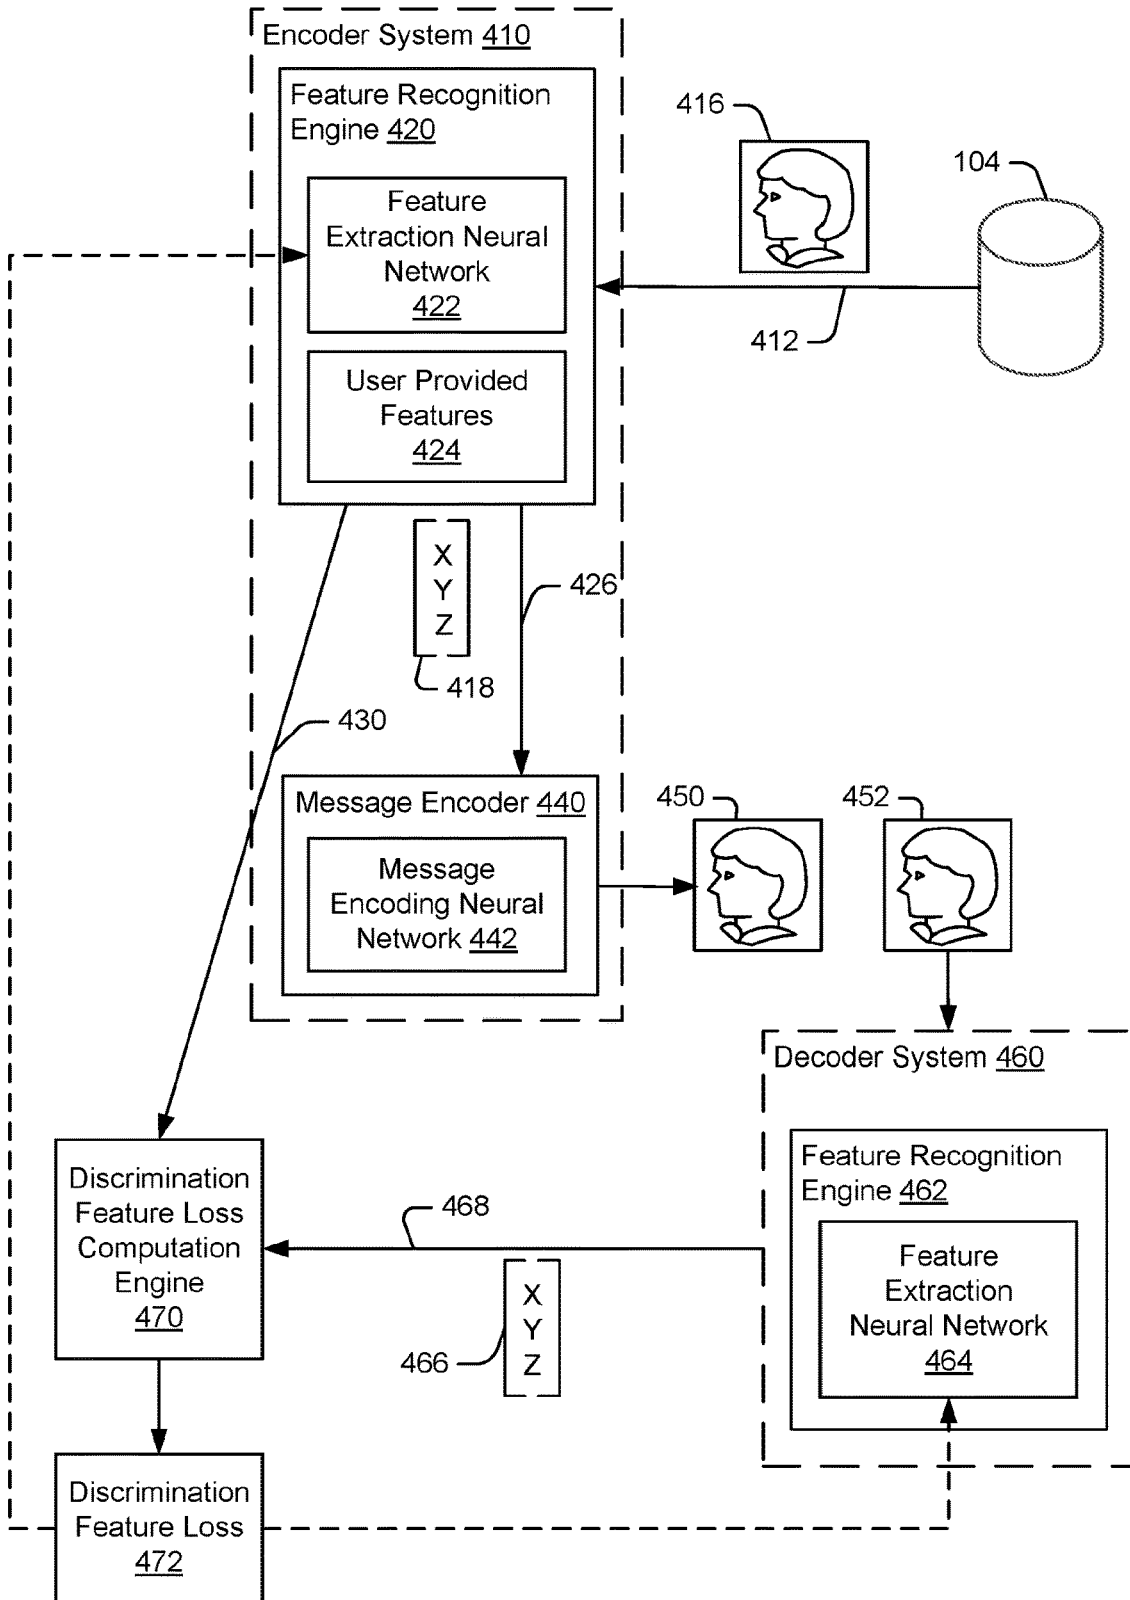 Encoder System 410
Feature Recognition
Engine 420
Feature
Extraction Neural
Network
422
User Provided
Features
424
416
104
412
X
Y
Z
418
426
430
Message Encoder 440
Message
Encoding Neural
Network 442
450
452
Decoder System 460
Feature Recognition
Engine 462
Feature
Extraction
Neural Network
464
Discrimination
Feature Loss
Computation
Engine
470
468
X
Y
Z
466
Discrimination
Feature Loss
472